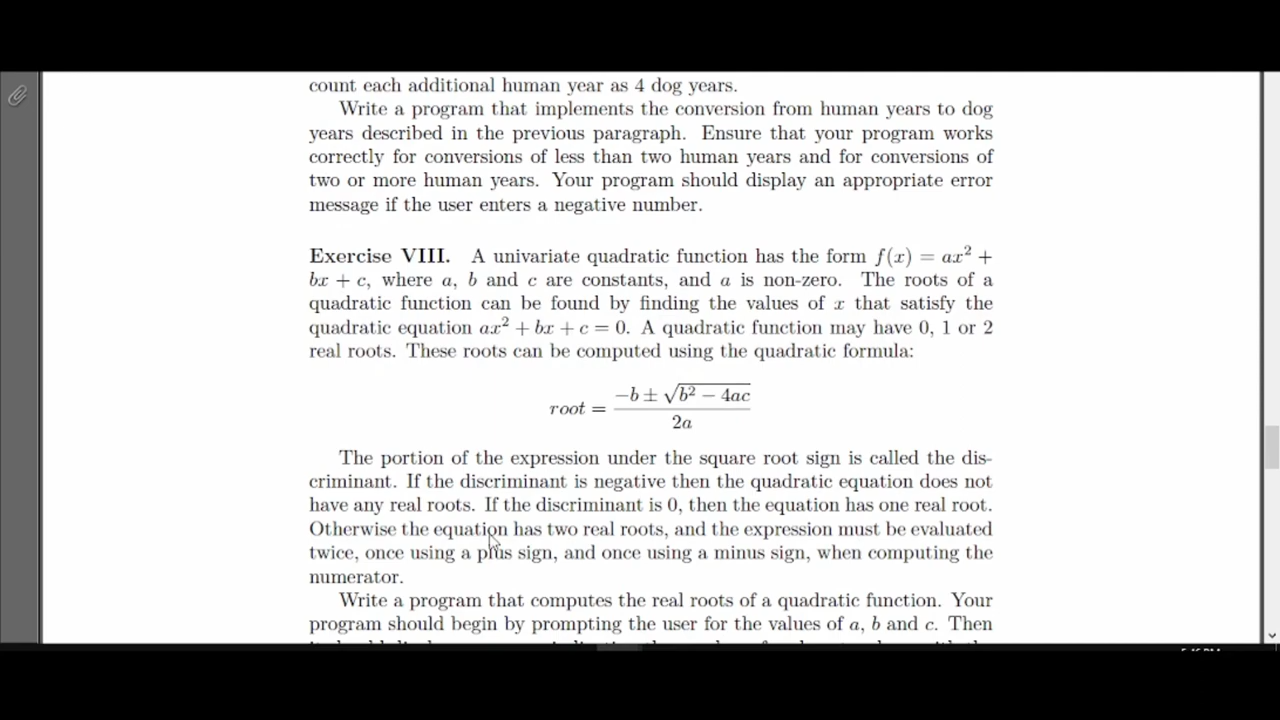 count each additional human year as 4 dog years.
Write a program that implements the conversion from human years to dog
years described in the previous paragraph. Ensure that your program works
correctly for conversions of less than two human years and for conversions
of two or more human years. Your program should display an appropriate error
message if the user enters a negative number.
Exercise VIII. A univariate quadratic function has the form f(x) = ax² +
bx + c, where a, b and c are constants, and a is non-zero. The roots of a
quadratic function can be found by finding the values of x that satisfy the
quadratic equation ax² + bx + c = 0. A quadratic function may have 0, 1 or 2
real roots. These roots can be computed using the quadratic formula:
root = (−b ± √(b² − 4ac)) / 2a
The portion of the expression under the square root sign is called the dis-
criminant. If the discriminant is negative then the quadratic equation does not
have any real roots. If the discriminant is 0, then the equation has one real root.
Otherwise the equation has two real roots, and the expression must be evaluated
twice, once using a plus sign, and once using a minus sign, when computing the
numerator.
Write a program that computes the real roots of a quadratic function. Your
program should begin by prompting the user for the values of a, b and c. Then